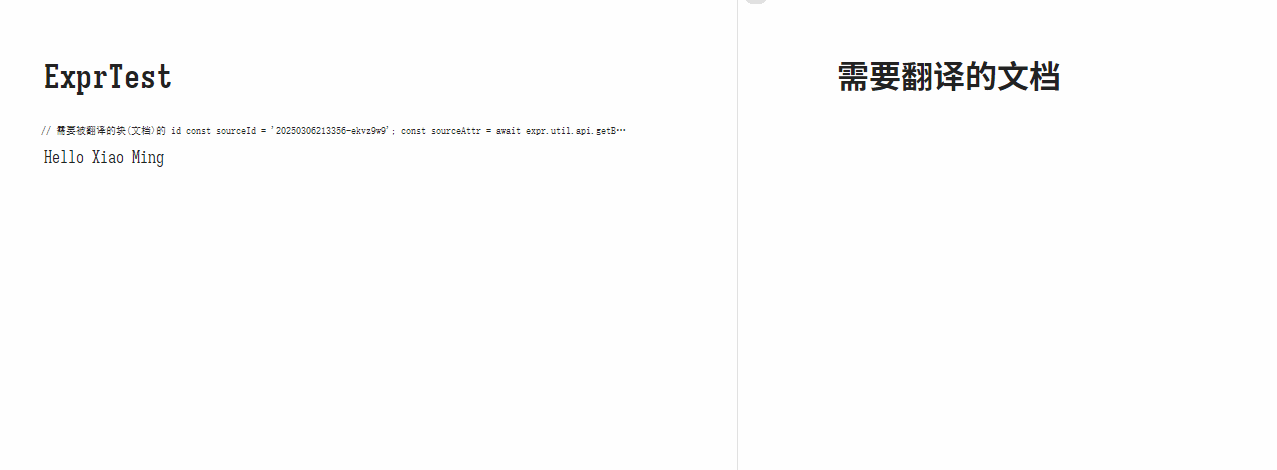 ExprTest
// 需要被翻译的块(文档)的 id const sourceId = '20250306213356-ekvz9w9'; const sourceAttr = await expr.util.api.getB…
Hello Xiao Ming
需要翻译的文档